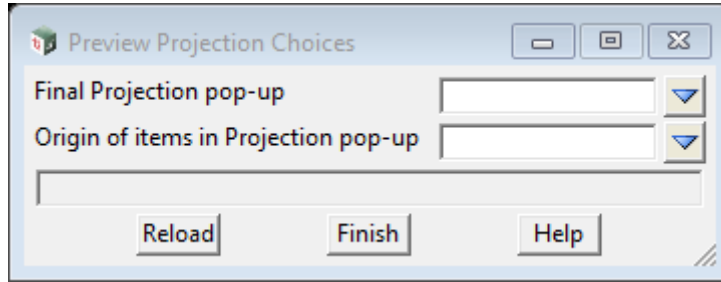 Preview Projection Choices
Final Projection pop-up
Origin of items in Projection pop-up
Reload Finish Help